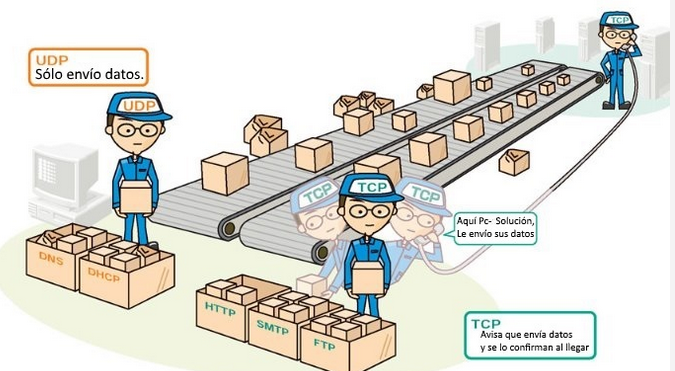 TCP
UDP
Sólo envío datos.
UDP
TCP
TCP
TCP
Aquí Pc- Solución,
Le envío sus datos
DNS
DHCP
HTTP
SMTP
FTP
TCP
Avisa que envía datos
y se lo confirman al llegar